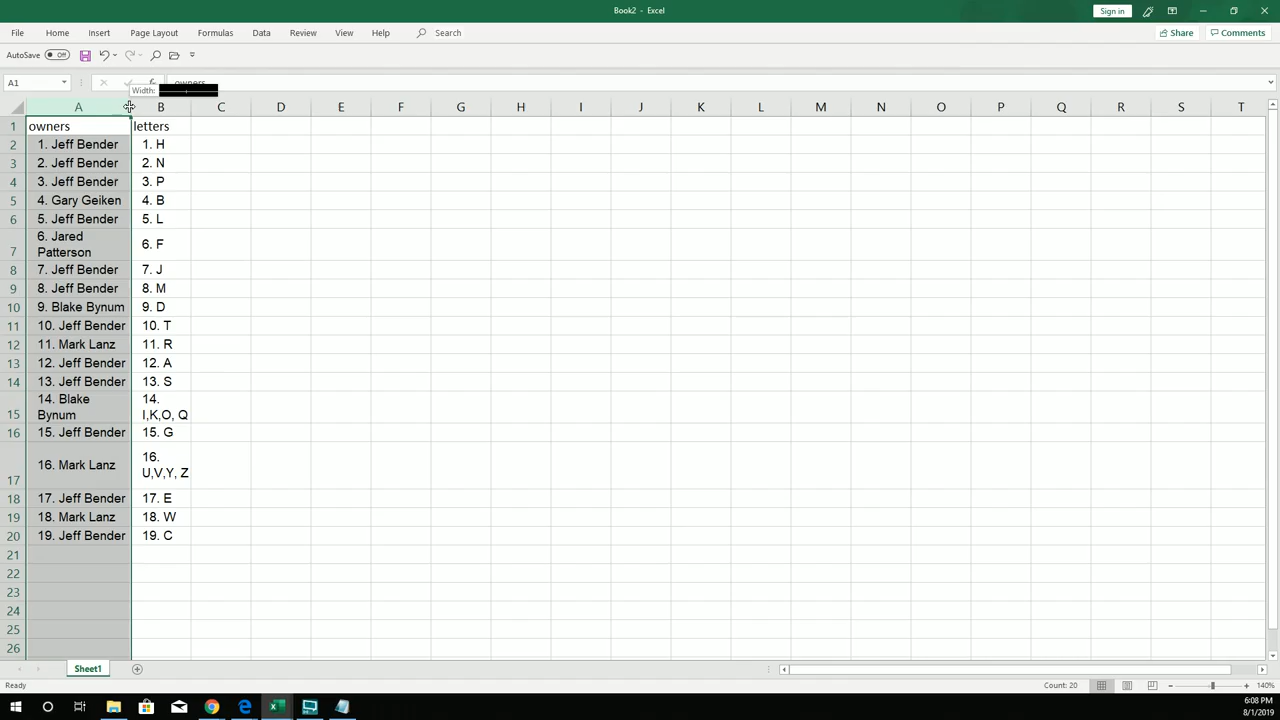 Book2 - Excel
Sign in
File Home Insert Page Layout Formulas Data Review View Help Search
Share Comments
AutoSave Off
A1 owners
Width:
A B C D E F G H I J K L M N O P Q R S T
1 owners letters
2 1. Jeff Bender 1. H
3 2. Jeff Bender 2. N
4 3. Jeff Bender 3. P
5 4. Gary Geiken 4. B
6 5. Jeff Bender 5. L
6. Jared
7 Patterson 6. F
8 7. Jeff Bender 7. J
9 8. Jeff Bender 8. M
10 9. Blake Bynum 9. D
11 10. Jeff Bender 10. T
12 11. Mark Lanz 11. R
13 12. Jeff Bender 12. A
14 13. Jeff Bender 13. S
14. Blake 14.
15 Bynum I,K,O, Q
16 15. Jeff Bender 15. G
16. Mark Lanz 16.
17 U,V,Y, Z
18 17. Jeff Bender 17. E
19 18. Mark Lanz 18. W
20 19. Jeff Bender 19. C
21
22
23
24
25
26
Sheet1
Ready Count: 20 140%
6:08 PM
8/1/2019